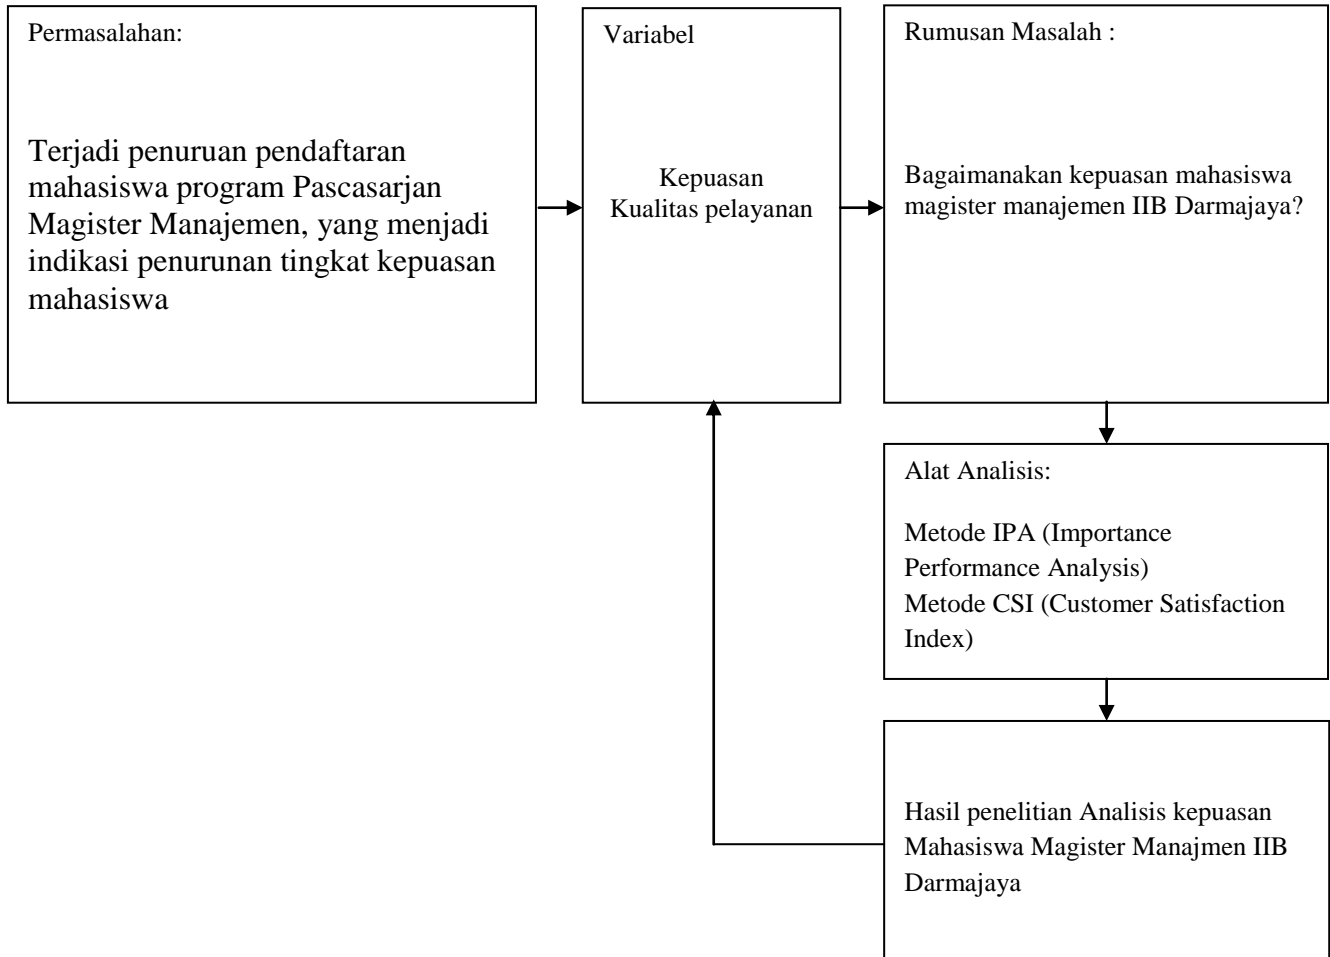 Permasalahan:
Terjadi penuruan pendaftaran
mahasiswa program Pascasarjan
Magister Manajemen, yang menjadi
indikasi penurunan tingkat kepuasan
mahasiswa
Variabel
Kepuasan
Kualitas pelayanan
Rumusan Masalah :
Bagaimanakan kepuasan mahasiswa
magister manajemen IIB Darmajaya?
Alat Analisis:
Metode IPA (Importance
Performance Analysis)
Metode CSI (Customer Satisfaction
Index)
Hasil penelitian Analisis kepuasan
Mahasiswa Magister Manajmen IIB
Darmajaya